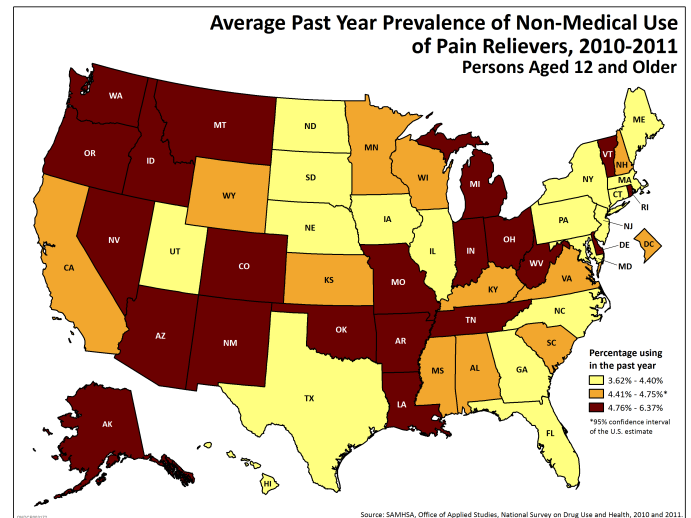 Average Past Year Prevalence of Non-Medical Use
of Pain Relievers, 2010-2011
Persons Aged 12 and Older
WA
MT
ND
MN
ME
OR
ID
SD
WI
MI
VT
NH
NY
MA
CT
RI
WY
NE
IA
PA
NJ
NV
UT
CO
IL
IN
OH
DE
MD
DC
WV
VA
CA
KS
MO
KY
NC
AZ
NM
OK
AR
TN
SC
MS
AL
GA
TX
LA
FL
AK
HI
Percentage using
in the past year
3.62% - 4.40%
4.41% - 4.75%*
4.76% - 6.37%
*95% confidence interval
of the U.S. estimate
Source: SAMHSA, Office of Applied Studies, National Survey on Drug Use and Health, 2010 and 2011.